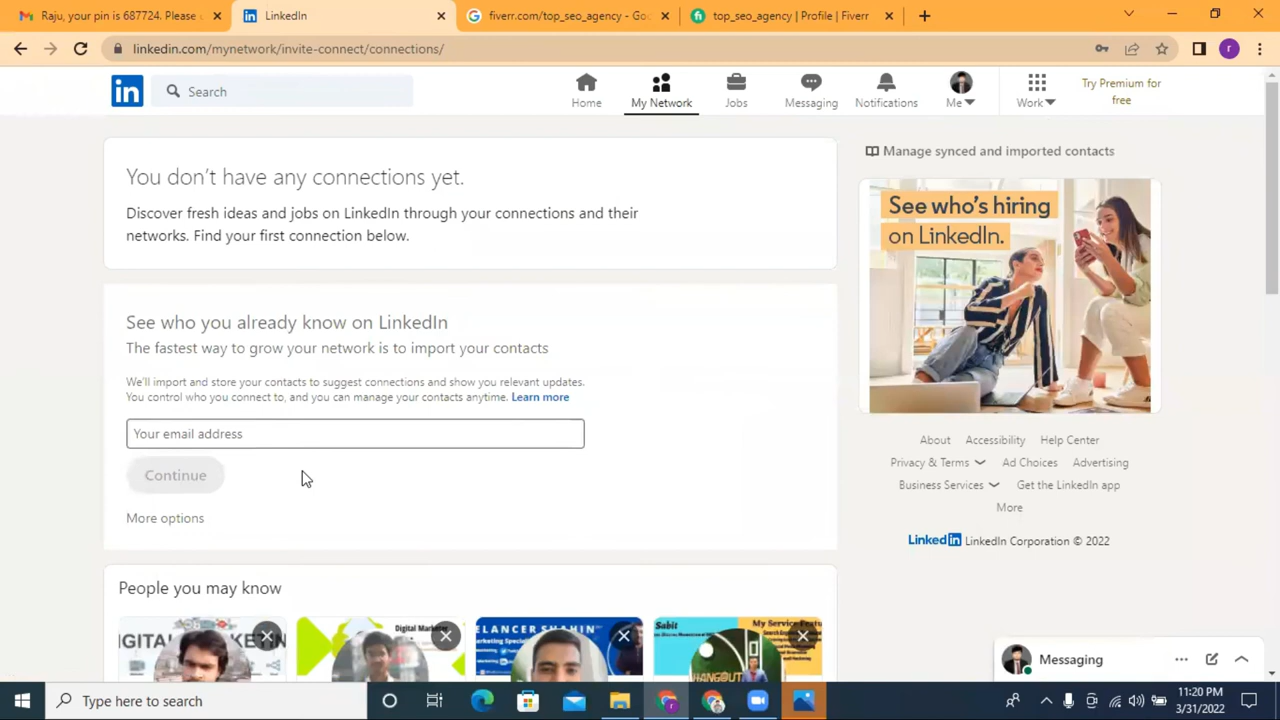 Raju, your pin is 687724. Please
LinkedIn
fiverr.com/top_seo_agency - Goo
fi
top_seo_agency | Profile | Fiverr
linkedin.com/mynetwork/invite-connect/connections/
r
in
Search
Home
My Network
Jobs
Messaging
Notifications
Me
Work
Try Premium for
free
You don't have any connections yet.
Discover fresh ideas and jobs on LinkedIn through your connections and their
networks. Find your first connection below.
See who you already know on LinkedIn
The fastest way to grow your network is to import your contacts
We'll import and store your contacts to suggest connections and show you relevant updates.
You control who you connect to, and you can manage your contacts anytime. Learn more
Your email address
Continue
More options
People you may know
Digital Marketer
Sabit
HANGOUT
Manage synced and imported contacts
See who's hiring
on LinkedIn.
About Accessibility Help Center
Privacy & Terms Ad Choices Advertising
Business Services Get the LinkedIn app
More
LinkedIn LinkedIn Corporation © 2022
Messaging
Type here to search
11:20 PM
3/31/2022